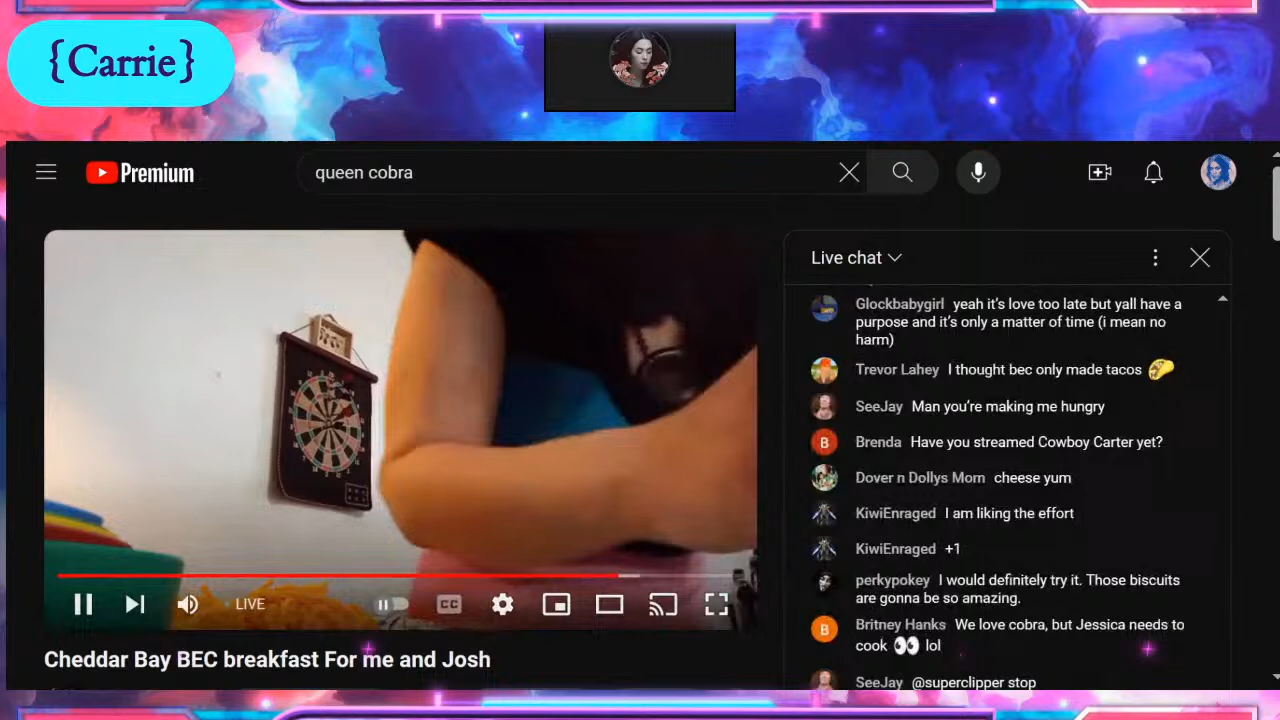 {Carrie}
Premium
queen cobra
Live chat
Glockbabygirl yeah it's love too late but yall have a
purpose and it's only a matter of time (i mean no
harm)
Trevor Lahey I thought bec only made tacos 🌮
SeeJay Man you're making me hungry
B Brenda Have you streamed Cowboy Carter yet?
Dover n Dollys Mom cheese yum
KiwiEnraged I am liking the effort
KiwiEnraged +1
perkypokey I would definitely try it. Those biscuits
are gonna be so amazing.
B Britney Hanks We love cobra, but Jessica needs to
cook 👀 lol
SeeJay @superclipper stop
LIVE
CC
Cheddar Bay BEC breakfast For me and Josh